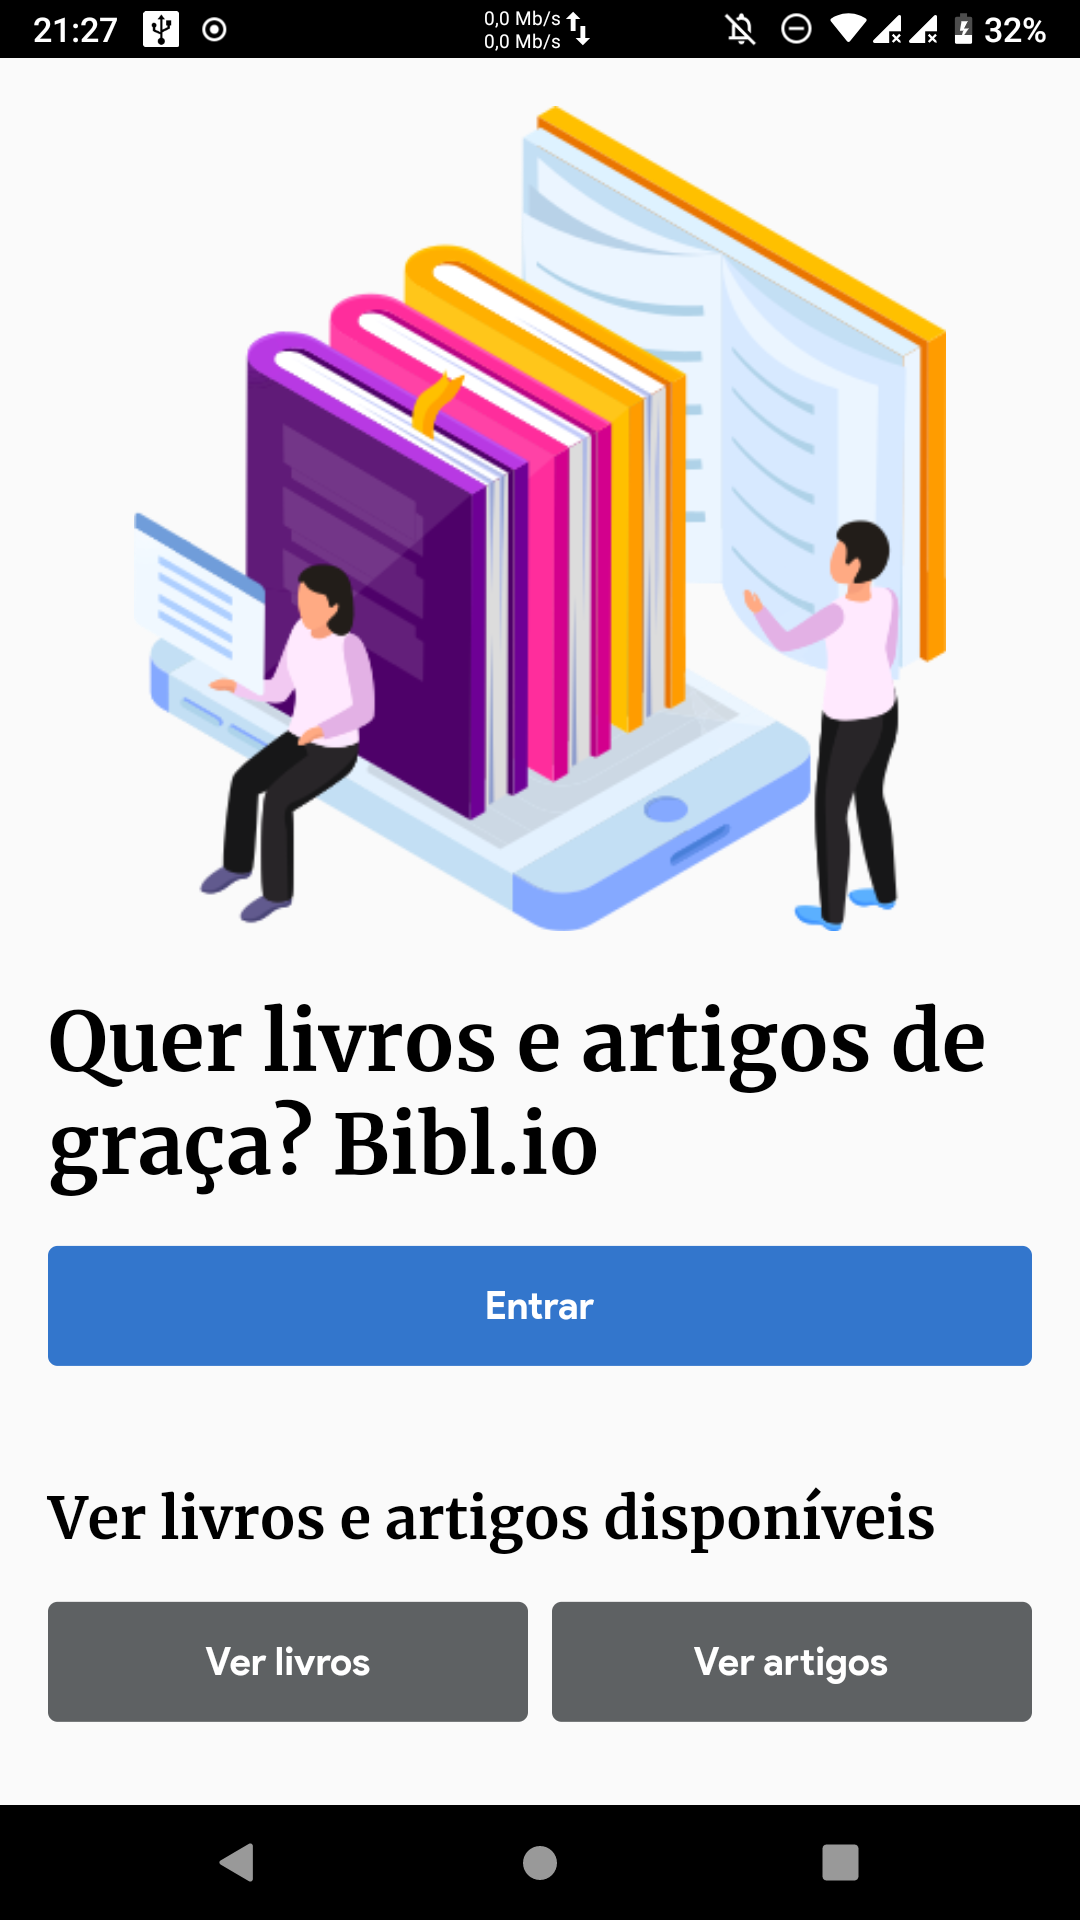 21:27
0,0 Mb/s
0,0 Mb/s
32%
Quer livros e artigos de
graça? Bibl.io
Entrar
Ver livros e artigos disponíveis
Ver livros
Ver artigos